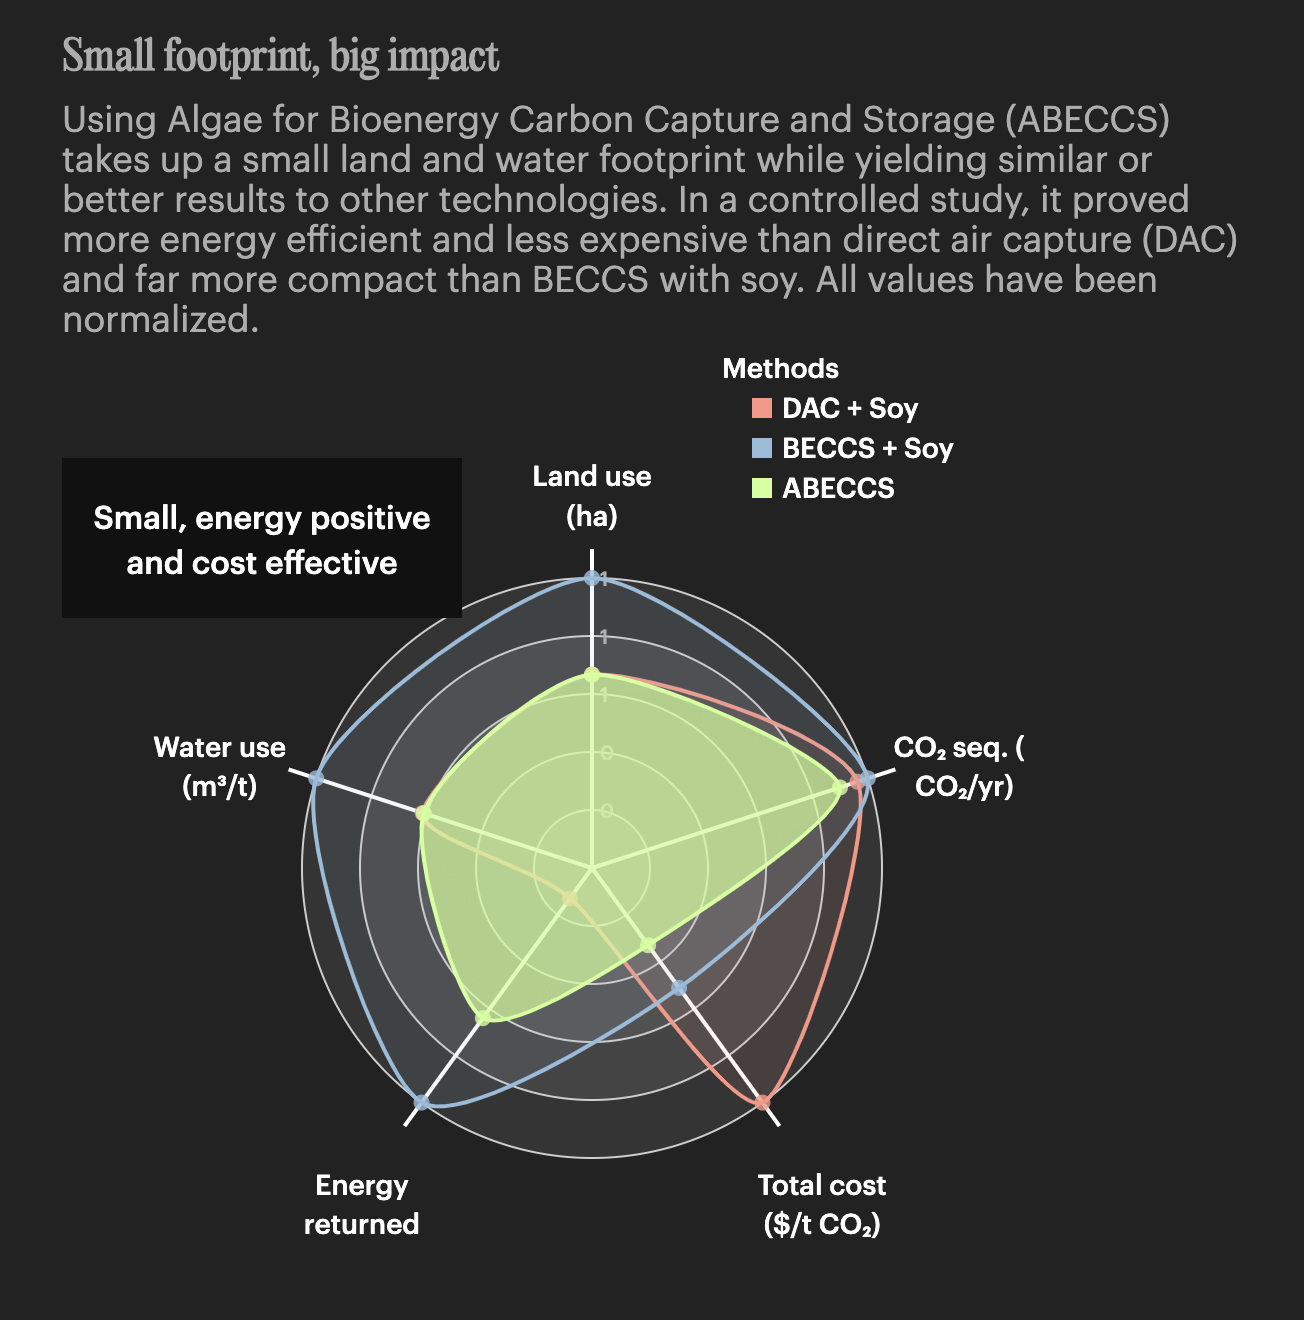 Small footprint, big impact
Using Algae for Bioenergy Carbon Capture and Storage (ABECCS)
takes up a small land and water footprint while yielding similar or
better results to other technologies. In a controlled study, it proved
more energy efficient and less expensive than direct air capture (DAC)
and far more compact than BECCS with soy. All values have been
normalized.
Methods
DAC + Soy
BECCS + Soy
ABECCS
Small, energy positive
and cost effective
Land use
(ha)
1
1
1
0
0
Water use
(m³/t)
CO₂ seq. (
CO₂/yr)
Energy
returned
Total cost
($/t CO₂)